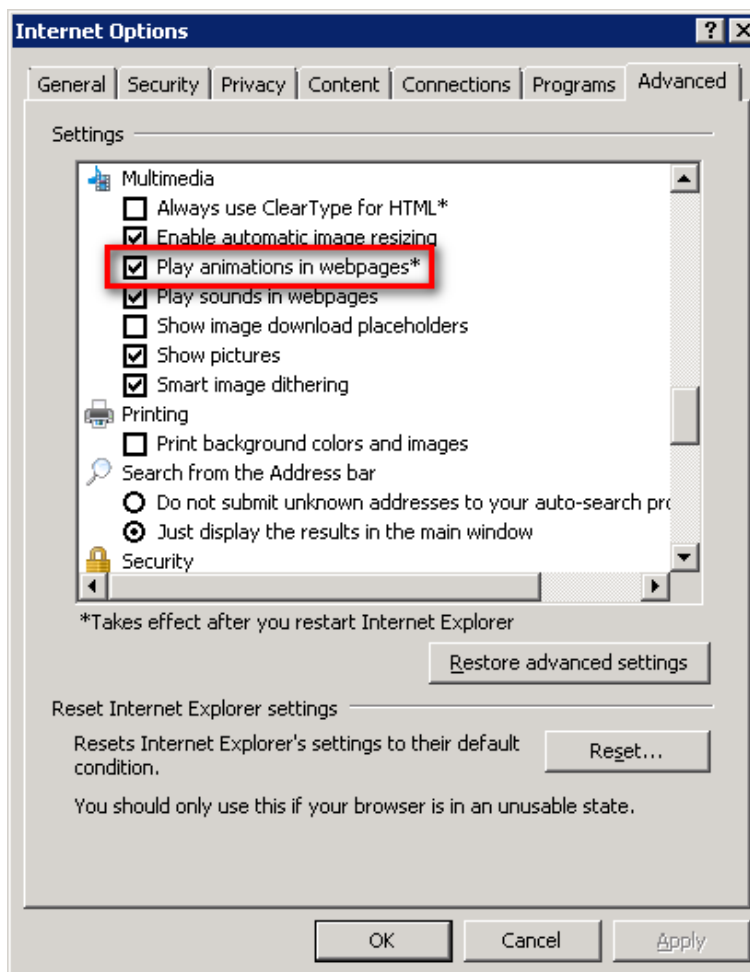 Internet Options
General Security Privacy Content Connections Programs Advanced
Settings
Multimedia
Always use ClearType for HTML*
Enable automatic image resizing
Play animations in webpages*
Play sounds in webpages
Show image download placeholders
Show pictures
Smart image dithering
Printing
Print background colors and images
Search from the Address bar
Do not submit unknown addresses to your auto-search pro
Just display the results in the main window
Security
*Takes effect after you restart Internet Explorer
Restore advanced settings
Reset Internet Explorer settings
Resets Internet Explorer's settings to their default
condition.
Reset...
You should only use this if your browser is in an unusable state.
OK Cancel Apply